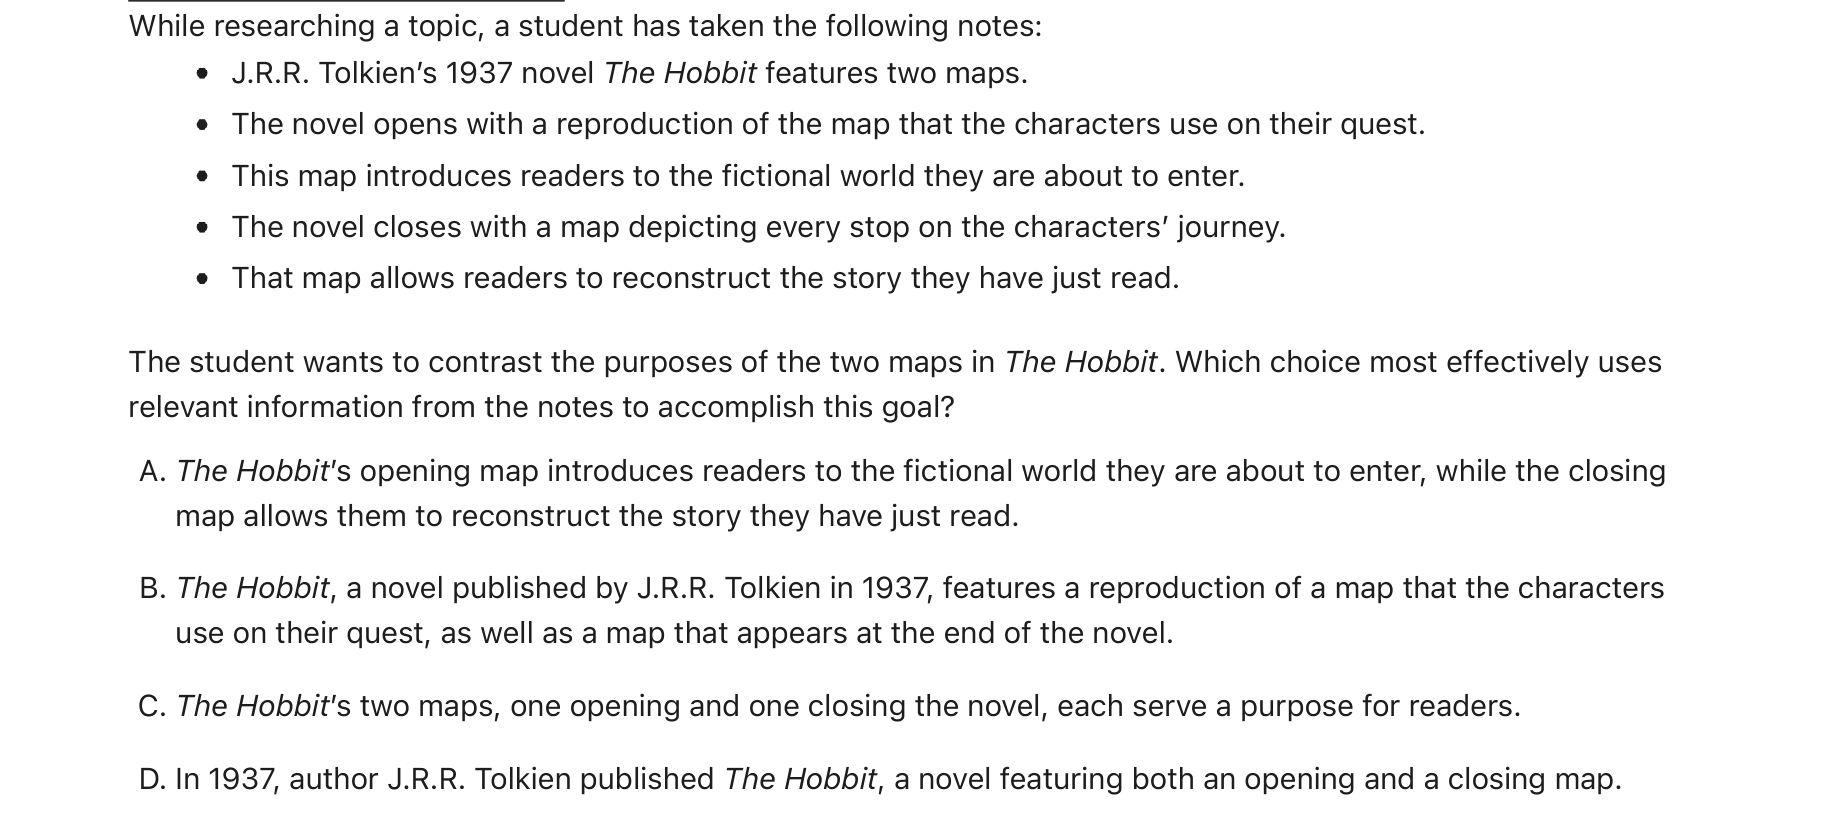 While researching a topic, a student has taken the following notes:
• J.R.R. Tolkien's 1937 novel The Hobbit features two maps.
• The novel opens with a reproduction of the map that the characters use on their quest.
• This map introduces readers to the fictional world they are about to enter.
• The novel closes with a map depicting every stop on the characters' journey.
• That map allows readers to reconstruct the story they have just read.
The student wants to contrast the purposes of the two maps in The Hobbit. Which choice most effectively uses
relevant information from the notes to accomplish this goal?
A. The Hobbit's opening map introduces readers to the fictional world they are about to enter, while the closing
map allows them to reconstruct the story they have just read.
B. The Hobbit, a novel published by J.R.R. Tolkien in 1937, features a reproduction of a map that the characters
use on their quest, as well as a map that appears at the end of the novel.
C. The Hobbit's two maps, one opening and one closing the novel, each serve a purpose for readers.
D. In 1937, author J.R.R. Tolkien published The Hobbit, a novel featuring both an opening and a closing map.